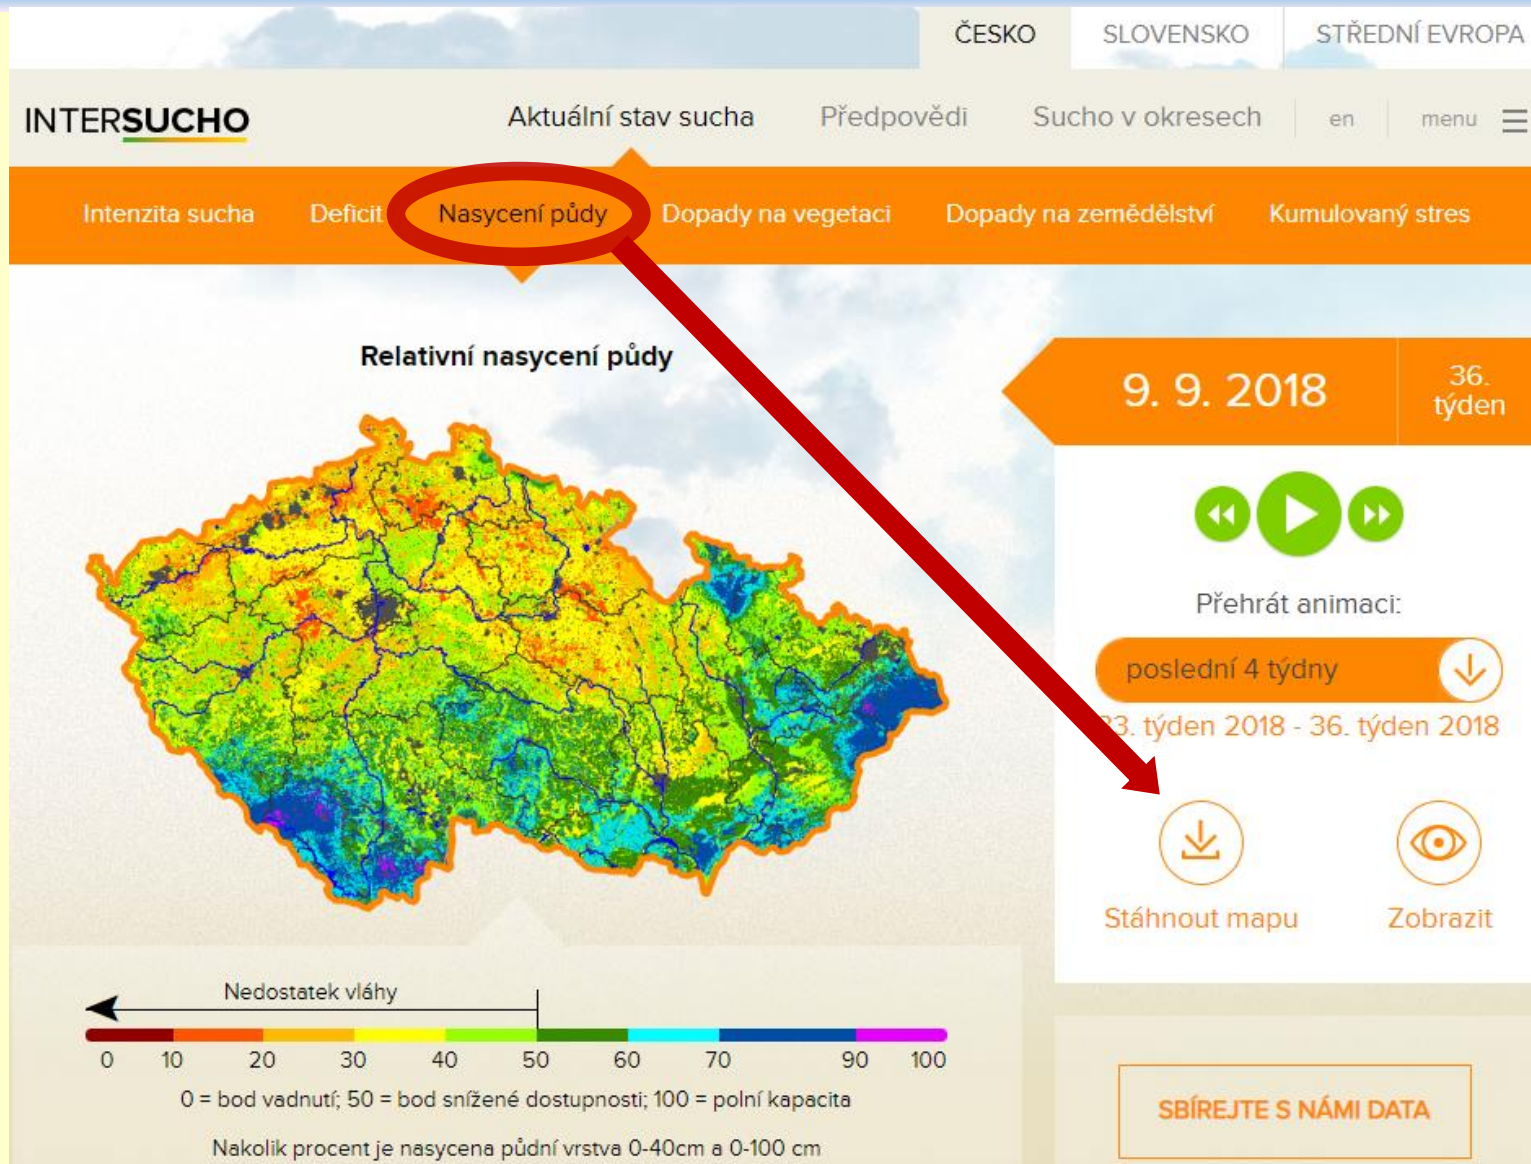 ČESKO SLOVENSKO STŘEDNÍ EVROPA
INTERSUCHO Aktuální stav sucha Předpovědi Sucho v okresech en menu
Intenzita sucha Deficit Nasycení půdy Dopady na vegetaci Dopady na zemědělství Kumulovaný stres
Relativní nasycení půdy
9. 9. 2018 36.
týden
Přehrát animaci:
poslední 4 týdny
33. týden 2018 - 36. týden 2018
Stáhnout mapu Zobrazit
Nedostatek vláhy
0 10 20 30 40 50 60 70 90 100
0 = bod vadnutí; 50 = bod snížené dostupnosti; 100 = polní kapacita
Nakolik procent je nasycena půdní vrstva 0-40cm a 0-100 cm
SBÍREJTE S NÁMI DATA